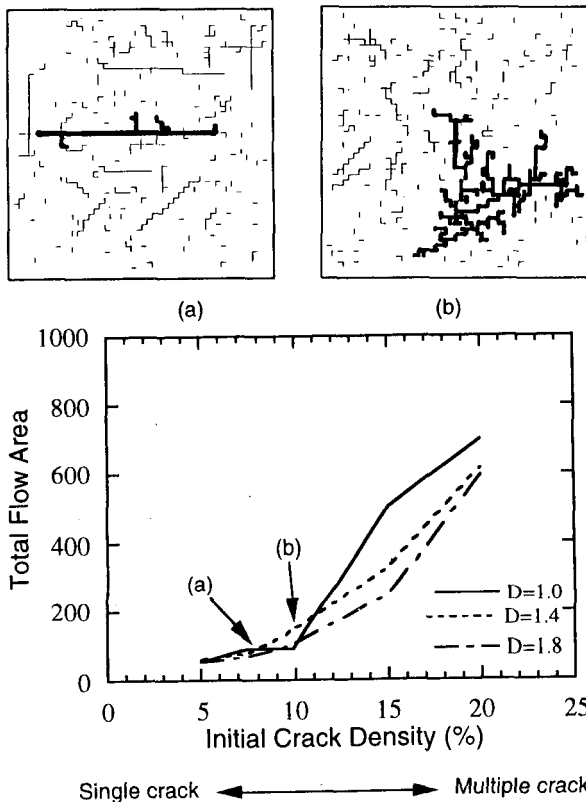 (a)
(b)
1000
800
600
400
200
0
Total Flow Area
(a)
(b)
D=1.0
D=1.4
D=1.8
0
5
10
15
20
25
Initial Crack Density (%)
Single crack
Multiple crack